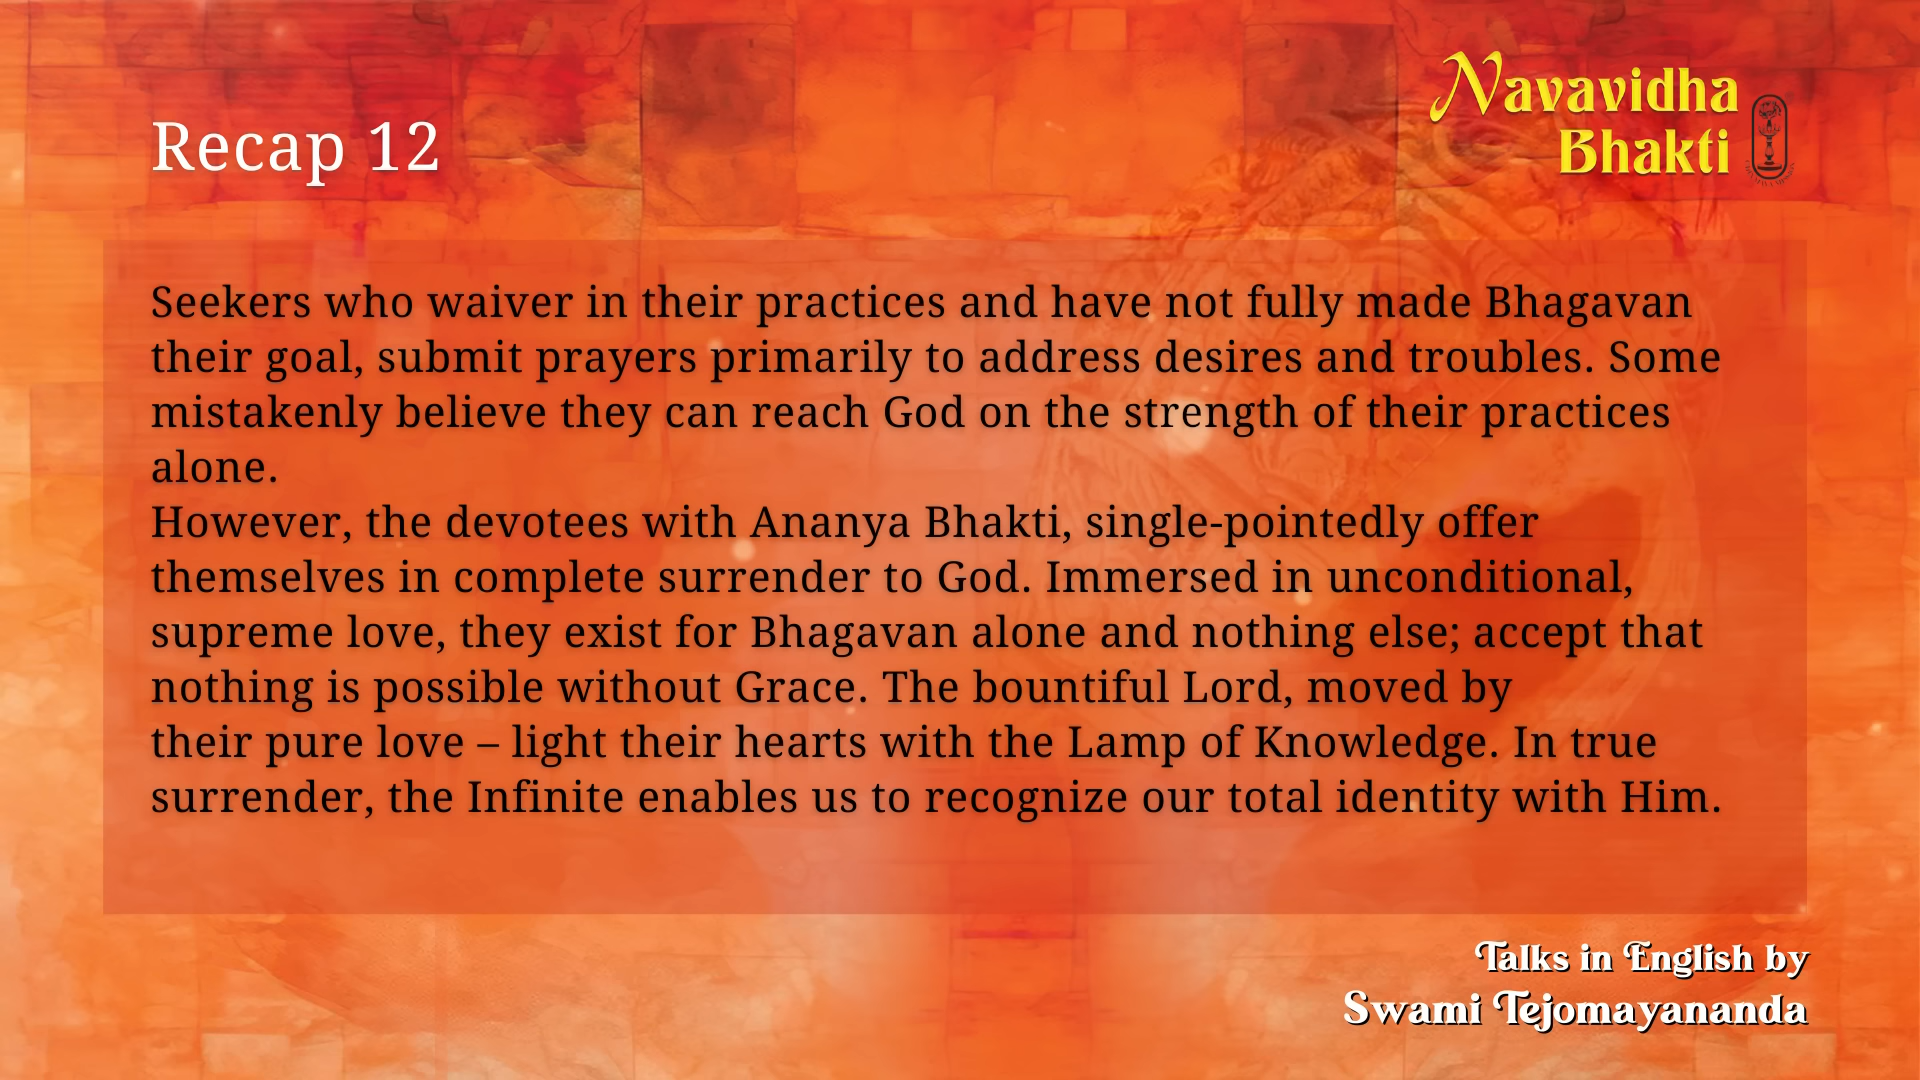 Navavidha
Bhakti
Recap 12
Seekers who waiver in their practices and have not fully made Bhagavan
their goal, submit prayers primarily to address desires and troubles. Some
mistakenly believe they can reach God on the strength of their practices
alone.
However, the devotees with Ananya Bhakti, single-pointedly offer
themselves in complete surrender to God. Immersed in unconditional,
supreme love, they exist for Bhagavan alone and nothing else; accept that
nothing is possible without Grace. The bountiful Lord, moved by
their pure love – light their hearts with the Lamp of Knowledge. In true
surrender, the Infinite enables us to recognize our total identity with Him.
Talks in English by
Swami Tejomayananda